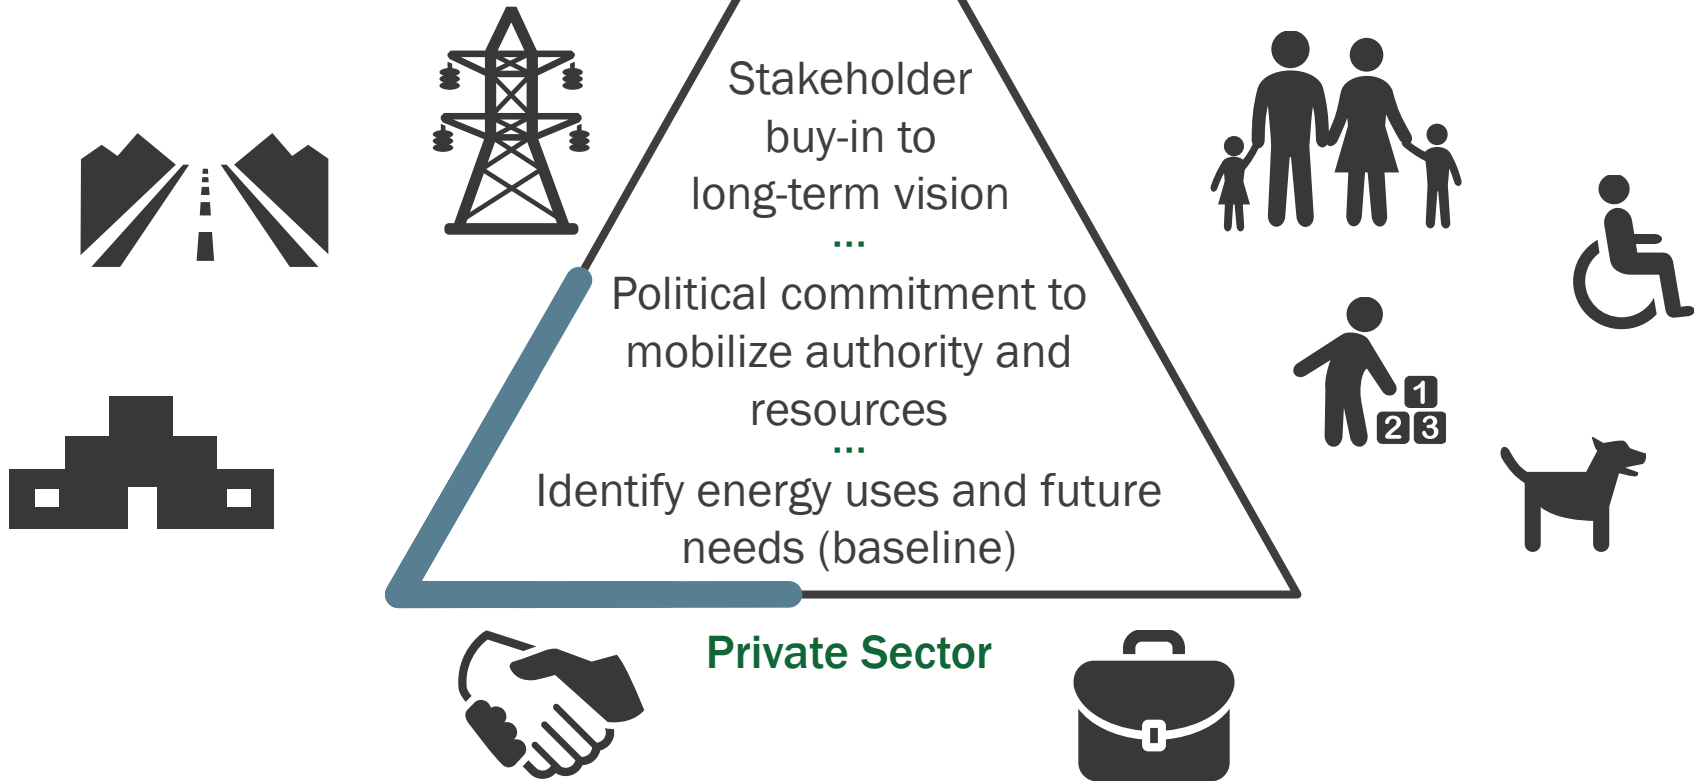 Stakeholder
buy-in to
long-term vision
...
Political commitment to
mobilize authority and
resources
...
Identify energy uses and future
needs (baseline)
Private Sector
1
2 3